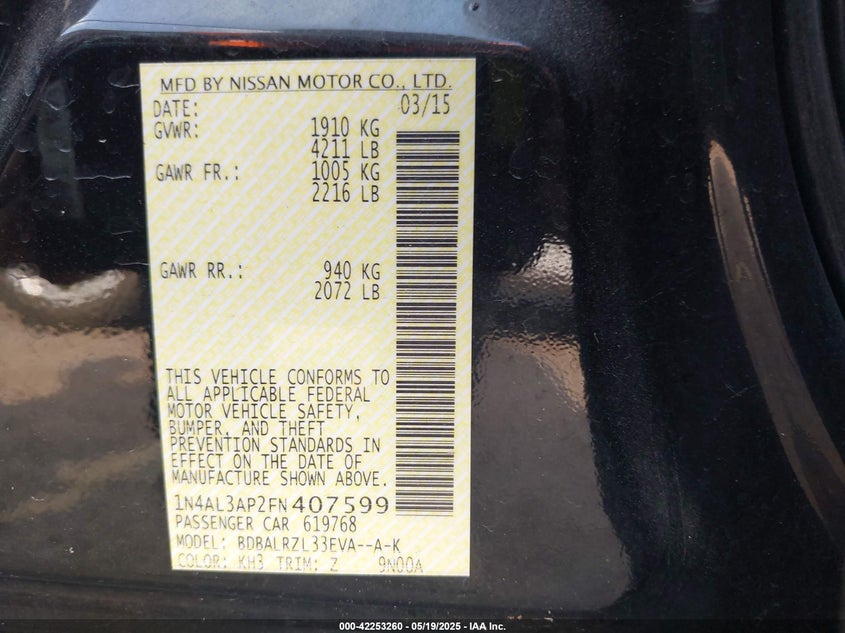 MFD BY NISSAN MOTOR CO., LTD.
DATE: 03/15
GVWR: 1910 KG
4211 LB
GAWR FR.: 1005 KG
2216 LB
GAWR RR.: 940 KG
2072 LB
THIS VEHICLE CONFORMS TO
ALL APPLICABLE FEDERAL
MOTOR VEHICLE SAFETY,
BUMPER, AND THEFT
PREVENTION STANDARDS IN
EFFECT ON THE DATE OF
MANUFACTURE SHOWN ABOVE.
1N4AL3AP2FN407599
PASSENGER CAR 619768
MODEL: BDBALRZL33EVA--A-K
COLOR: KH3 TRIM: Z 9N00A
000-42253260 - 05/19/2025 - IAA Inc.